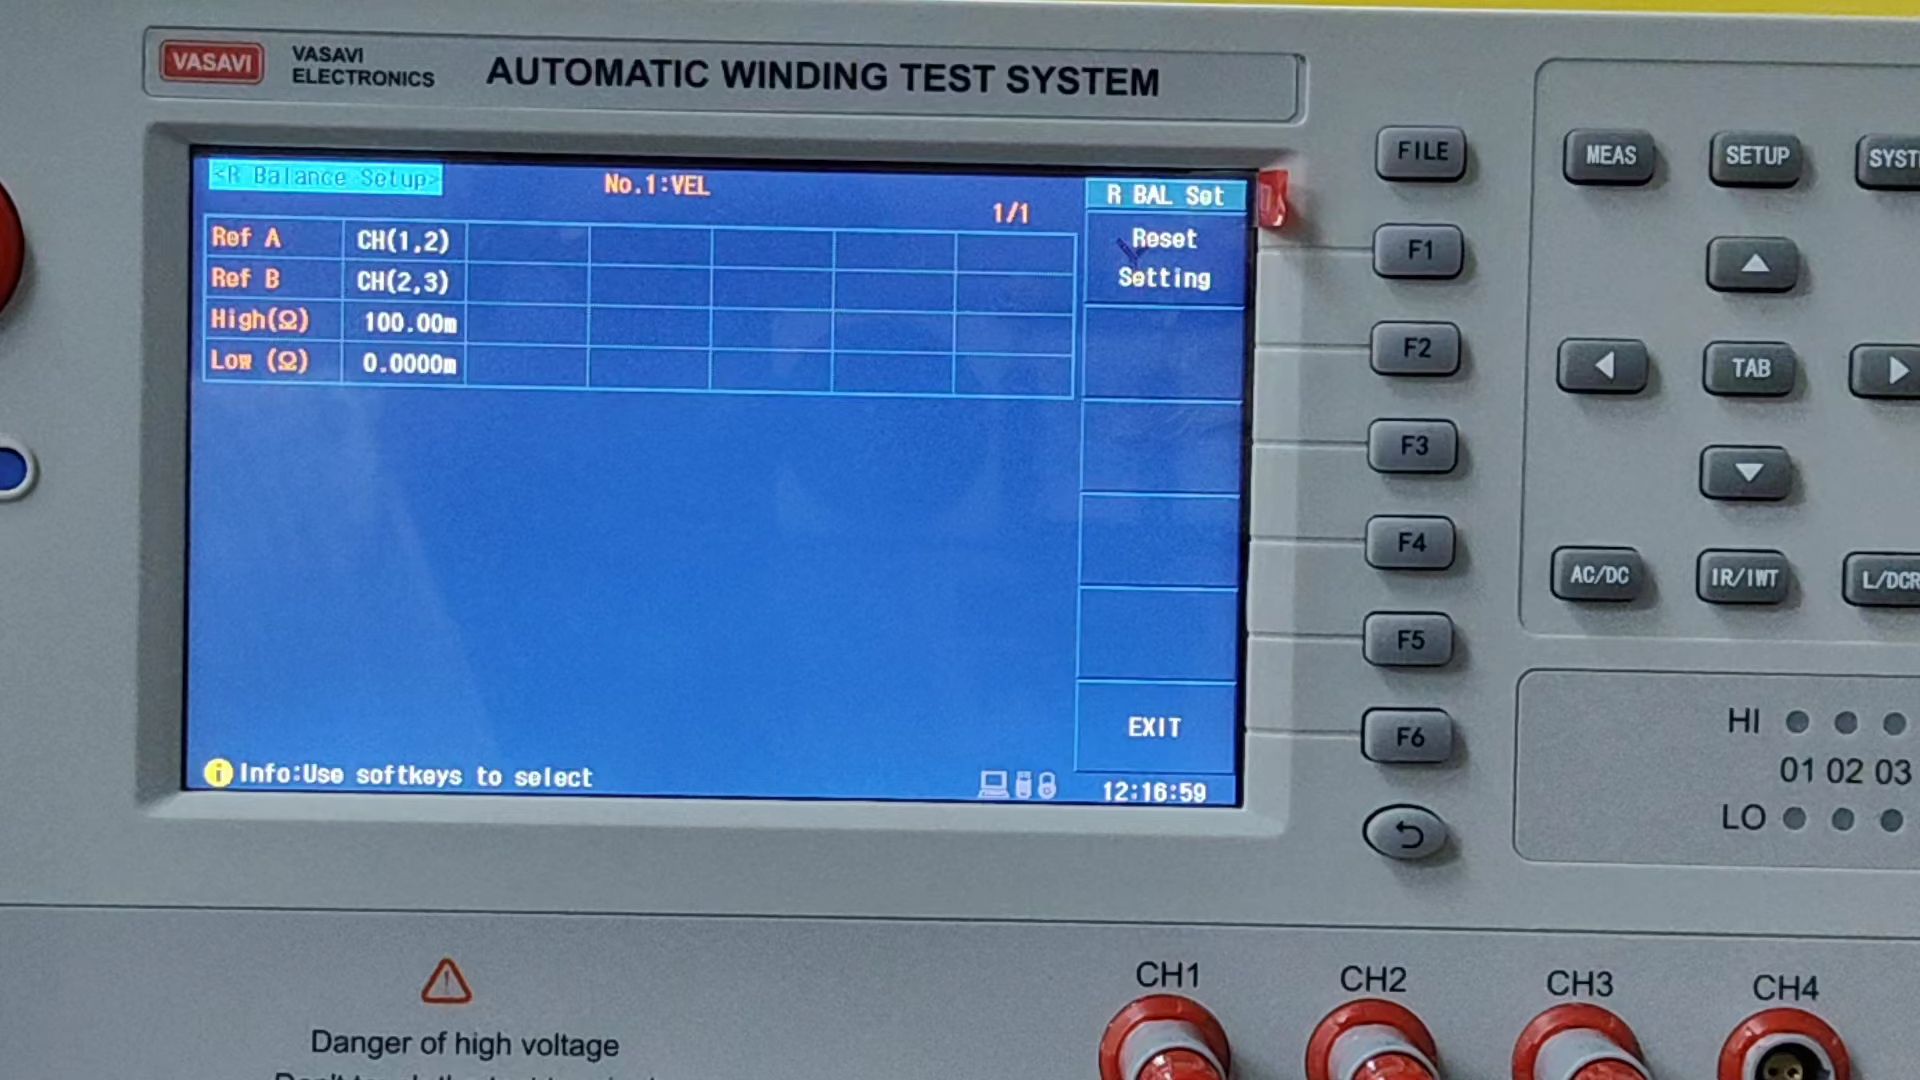 VASAVI
VASAVI
ELECTRONICS
AUTOMATIC WINDING TEST SYSTEM
<R Balance Setup>
No.1:VEL
1/1
R BAL Set
Ref A CH(1,2)
Ref B CH(2,3)
High(Ω) 100.00m
Low (Ω) 0.0000m
Reset
Setting
EXIT
Info:Use softkeys to select
12:16:59
FILE
F1
F2
F3
F4
F5
F6
MEAS
SETUP
TAB
AC/DC
IR/IWT
L/DCR
HI
01 02 03
LO
CH1
CH2
CH3
CH4
Danger of high voltage